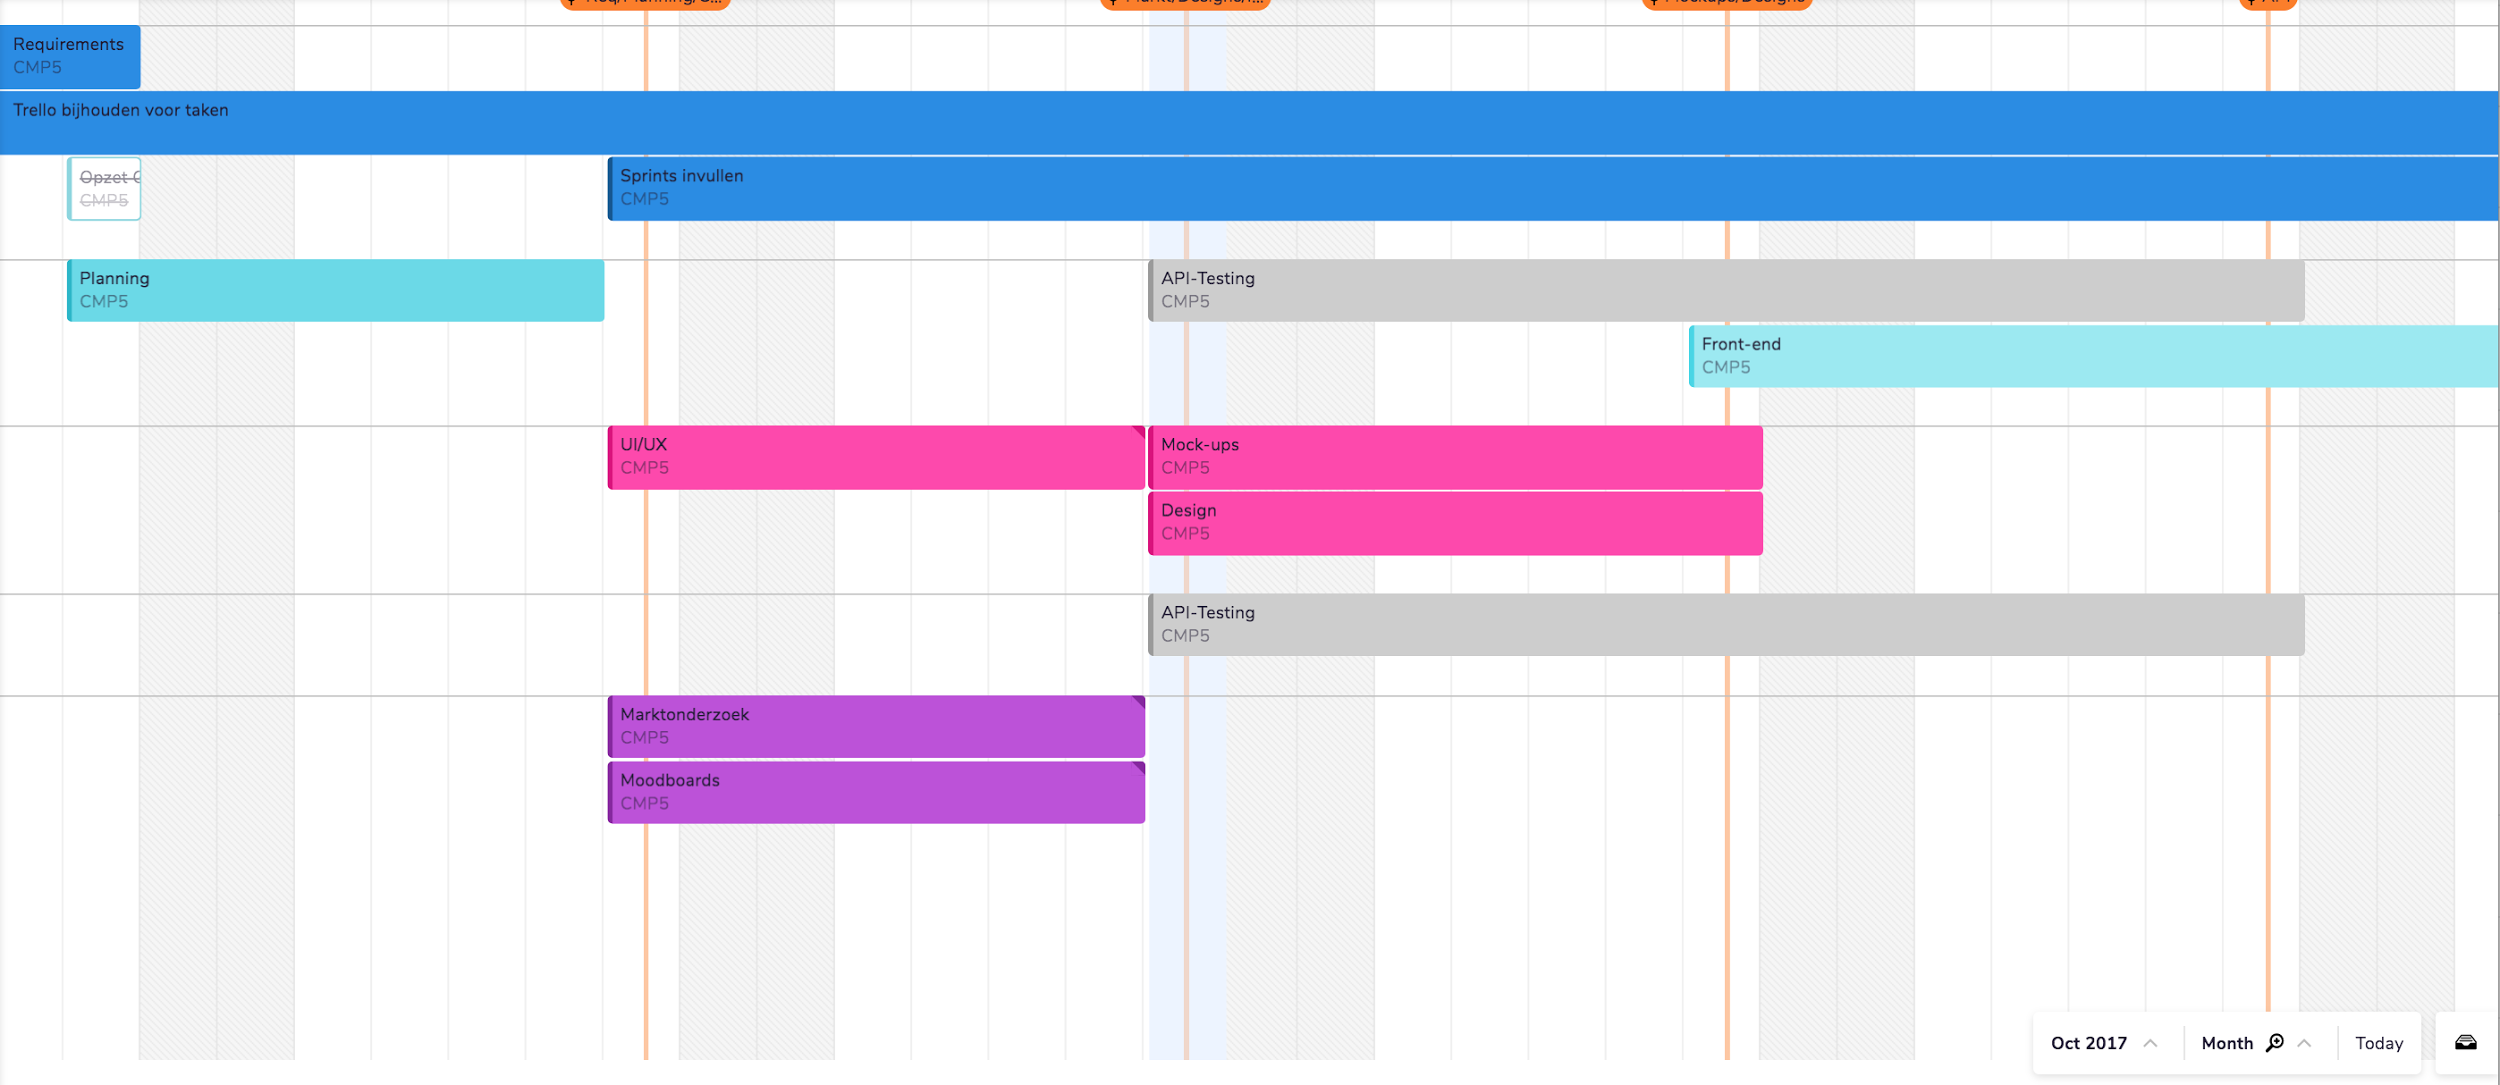 Requirements
CMP5
Trello bijhouden voor taken
Opzet
CMP5
Sprints invullen
CMP5
Planning
CMP5
API-Testing
CMP5
Front-end
CMP5
UI/UX
CMP5
Mock-ups
CMP5
Design
CMP5
API-Testing
CMP5
Marktonderzoek
CMP5
Moodboards
CMP5
Oct 2017 Month Today